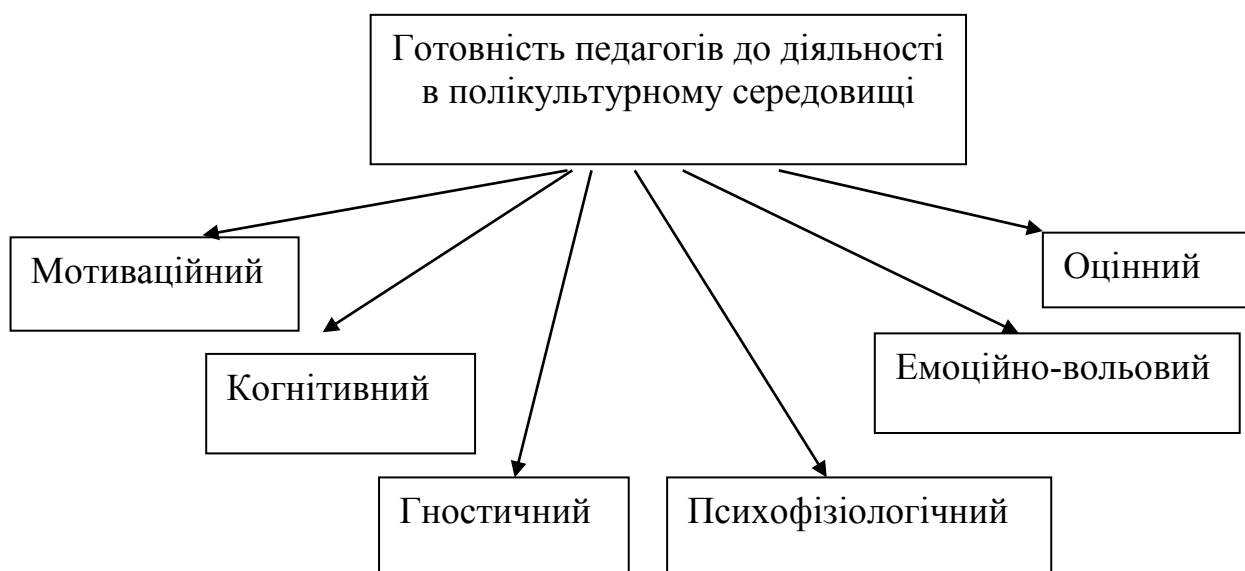 Готовність педагогів до діяльності
в полікультурному середовищі
Мотиваційний
Оцінний
Когнітивний
Емоційно-вольовий
Гностичний
Психофізіологічний